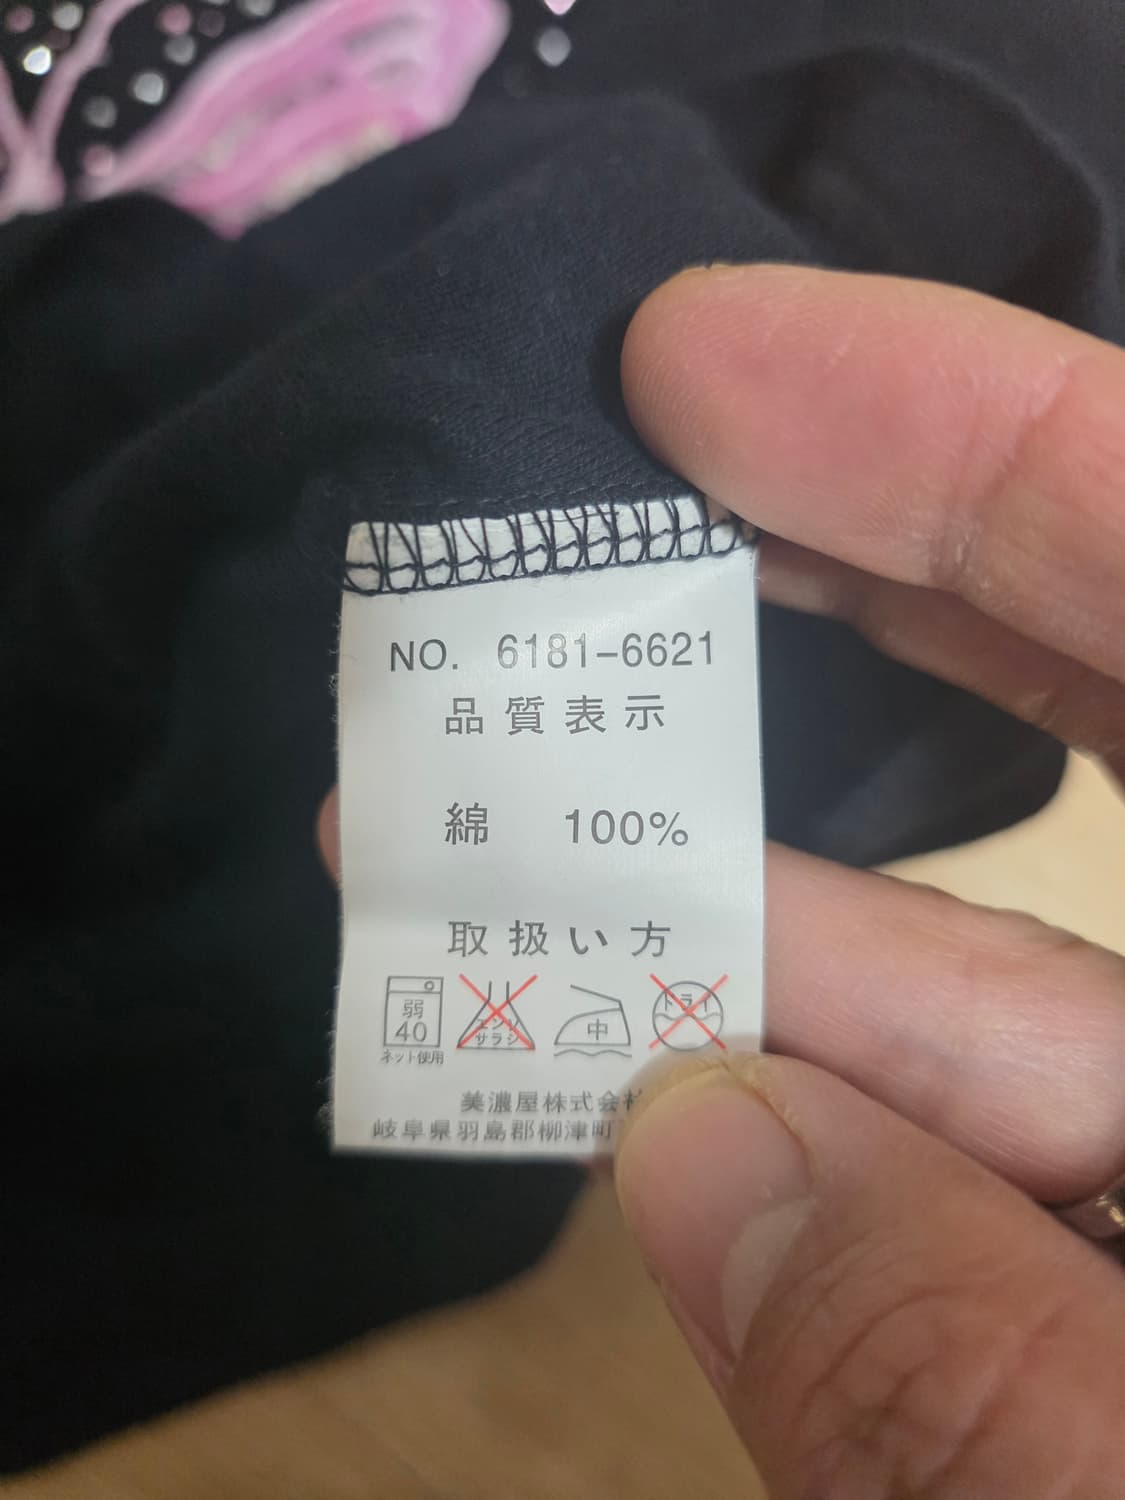 NO. 6181-6621
品質表示
綿 100%
取扱い方
弱
40
ネット使用
エンソ
サラシ
中
ドライ
美濃屋株式会社
岐阜県羽島郡柳津町